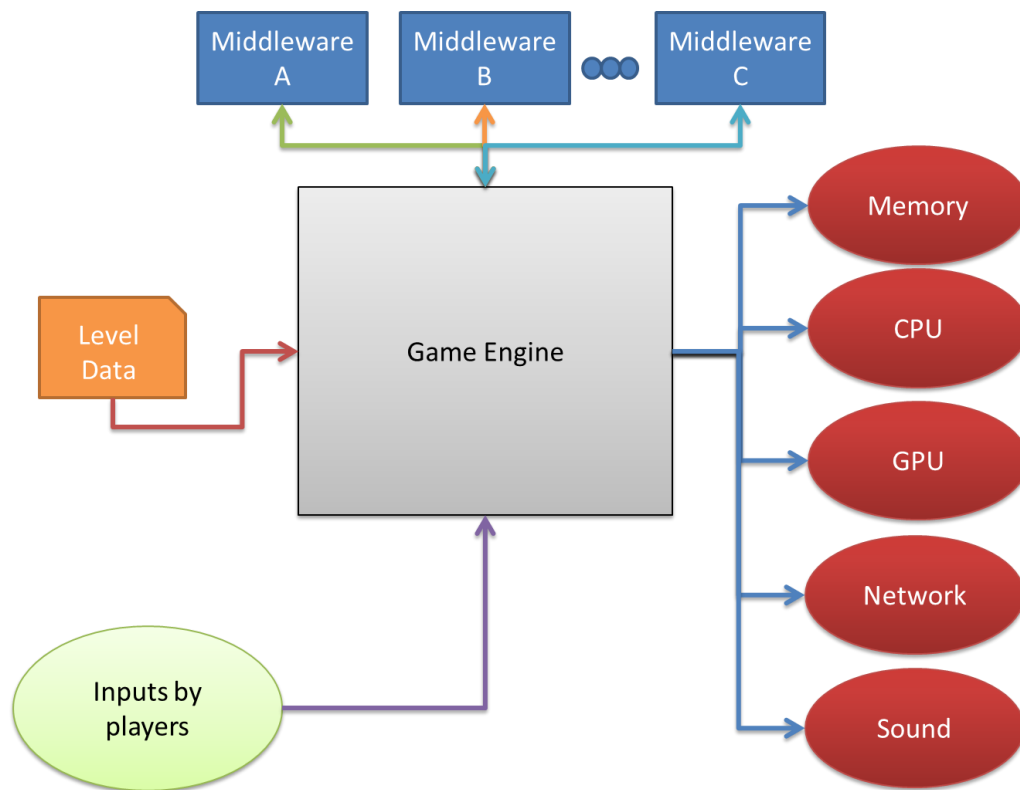 Middleware
A
Middleware
B
Middleware
C
Memory
CPU
Level
Data
Game Engine
GPU
Network
Inputs by
players
Sound